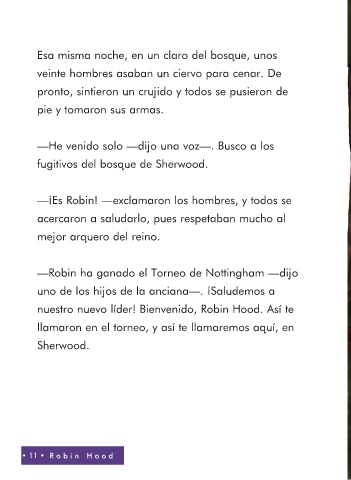 Esa misma noche, en un claro del bosque, unos
veinte hombres asaban un ciervo para cenar. De
pronto, sintieron un crujido y todos se pusieron de
pie y tomaron sus armas.
—He venido solo —dijo una voz—. Busco a los
fugitivos del bosque de Sherwood.
—¡Es Robin! —exclamaron los hombres, y todos se
acercaron a saludarlo, pues respetaban mucho al
mejor arquero del reino.
—Robin ha ganado el Torneo de Nottingham —dijo
uno de los hijos de la anciana—. ¡Saludemos a
nuestro nuevo líder! Bienvenido, Robin Hood. Así te
llamaron en el torneo, y así te llamaremos aquí, en
Sherwood.
• 11 • Robin Hood